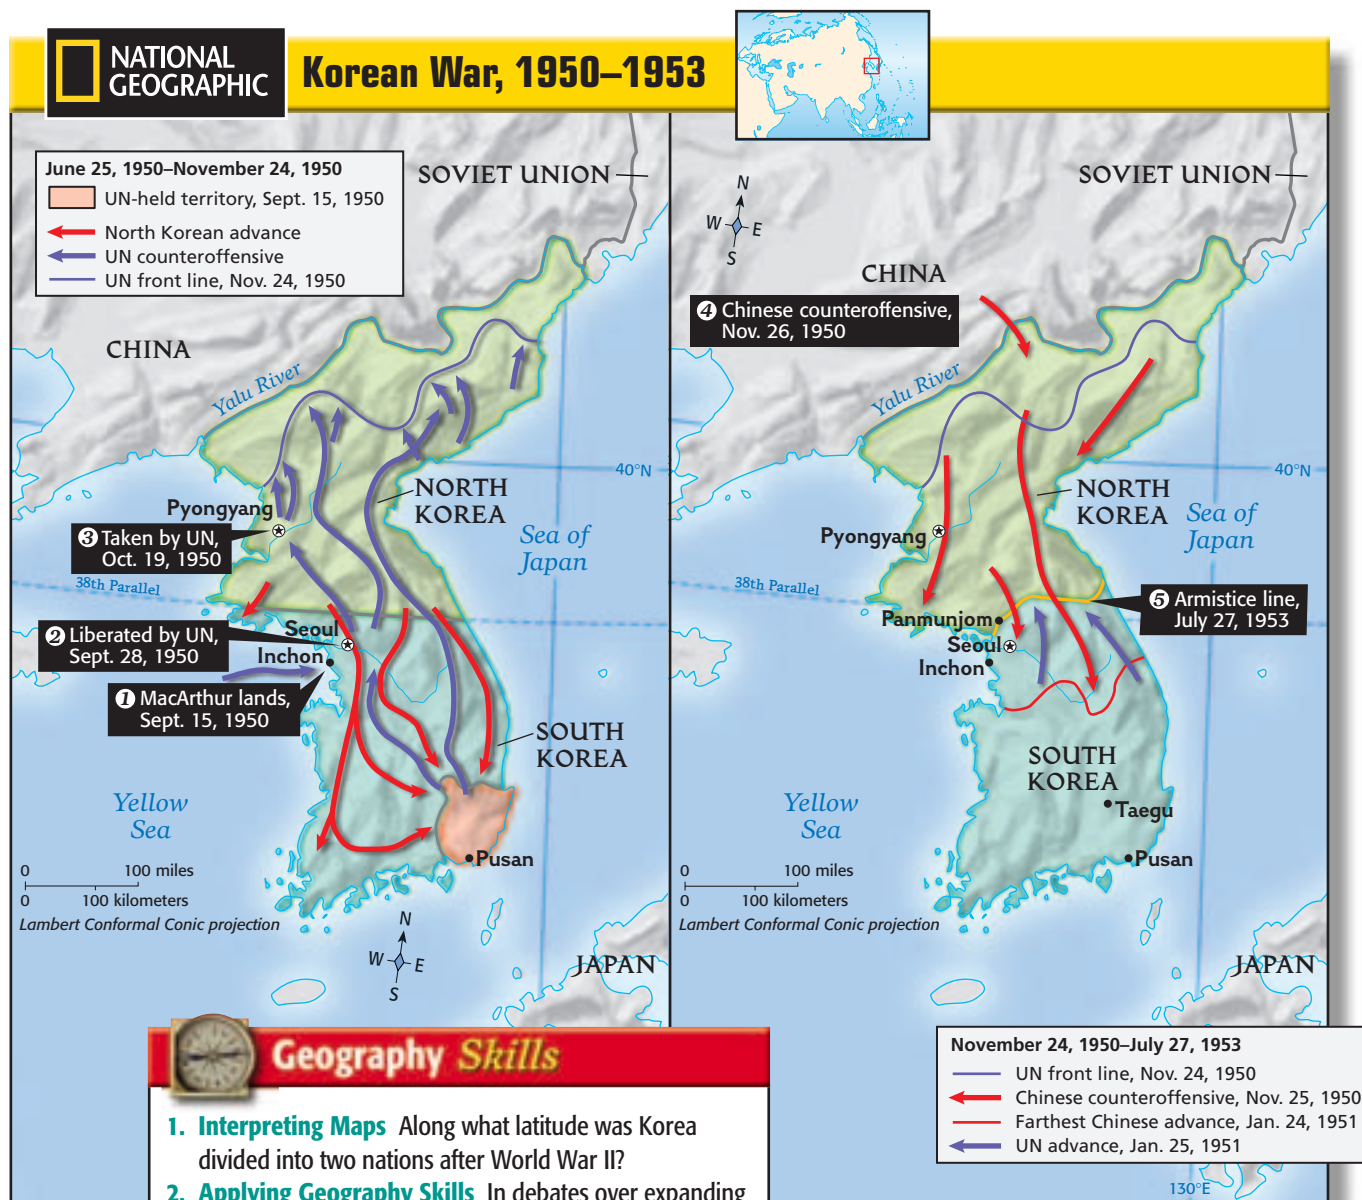 NATIONAL
GEOGRAPHIC
Korean War, 1950–1953
June 25, 1950–November 24, 1950
UN-held territory, Sept. 15, 1950
North Korean advance
UN counteroffensive
UN front line, Nov. 24, 1950
SOVIET UNION
CHINA
Yalu River
40°N
NORTH
KOREA
Pyongyang
3 Taken by UN,
Oct. 19, 1950
Sea of
Japan
38th Parallel
Seoul
2 Liberated by UN,
Sept. 28, 1950
Inchon
1 MacArthur lands,
Sept. 15, 1950
SOUTH
KOREA
Yellow
Sea
Pusan
0 100 miles
0 100 kilometers
Lambert Conformal Conic projection
N
W E
S
JAPAN
SOVIET UNION
N
W E
S
CHINA
4 Chinese counteroffensive,
Nov. 26, 1950
Yalu River
40°N
NORTH
KOREA
Sea of
Japan
Pyongyang
38th Parallel
5 Armistice line,
July 27, 1953
Panmunjom
Seoul
Inchon
SOUTH
KOREA
Taegu
Yellow
Sea
Pusan
0 100 miles
0 100 kilometers
Lambert Conformal Conic projection
JAPAN
November 24, 1950–July 27, 1953
UN front line, Nov. 24, 1950
Chinese counteroffensive, Nov. 25, 1950
Farthest Chinese advance, Jan. 24, 1951
UN advance, Jan. 25, 1951
130°E
Geography Skills
1. Interpreting Maps Along what latitude was Korea
divided into two nations after World War II?
2. Applying Geography Skills In debates over expanding